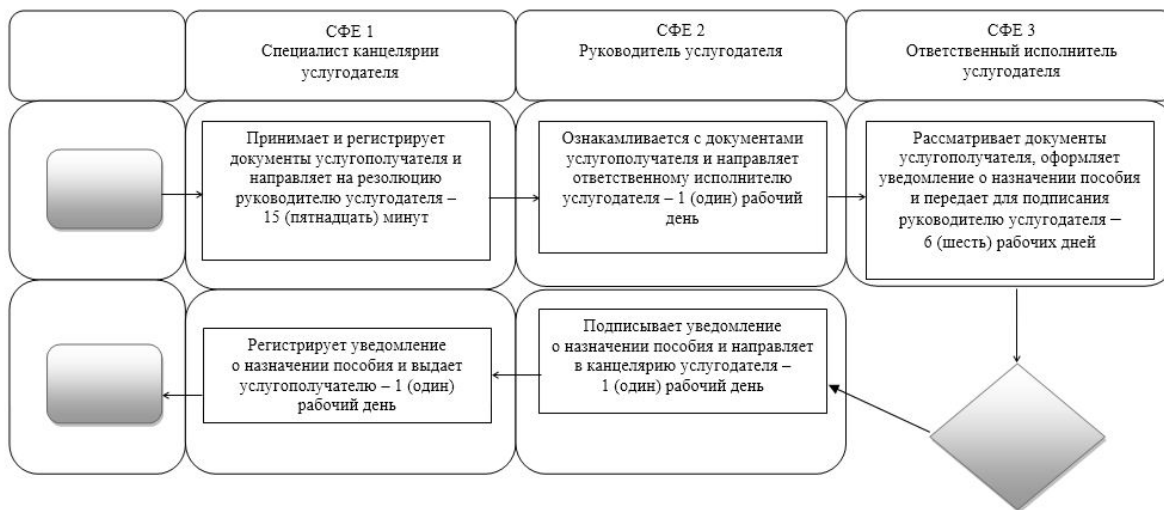 СФЕ 1
Специалист канцелярии
услугодателя
СФЕ 2
Руководитель услугодателя
СФЕ 3
Ответственный исполнитель
услугодателя
Принимает и регистрирует
документы услугополучателя и
направляет на резолюцию
руководителю услугодателя –
15 (пятнадцать) минут
Ознакамливается с документами
услугополучателя и направляет
ответственному исполнителю
услугодателя – 1 (один) рабочий
день
Рассматривает документы
услугополучателя, оформляет
уведомление о назначении пособия
и передает для подписания
руководителю услугодателя –
6 (шесть) рабочих дней
Регистрирует уведомление
о назначении пособия и выдает
услугополучателю – 1 (один)
рабочий день
Подписывает уведомление
о назначении пособия и направляет
в канцелярию услугодателя –
1 (один) рабочий день